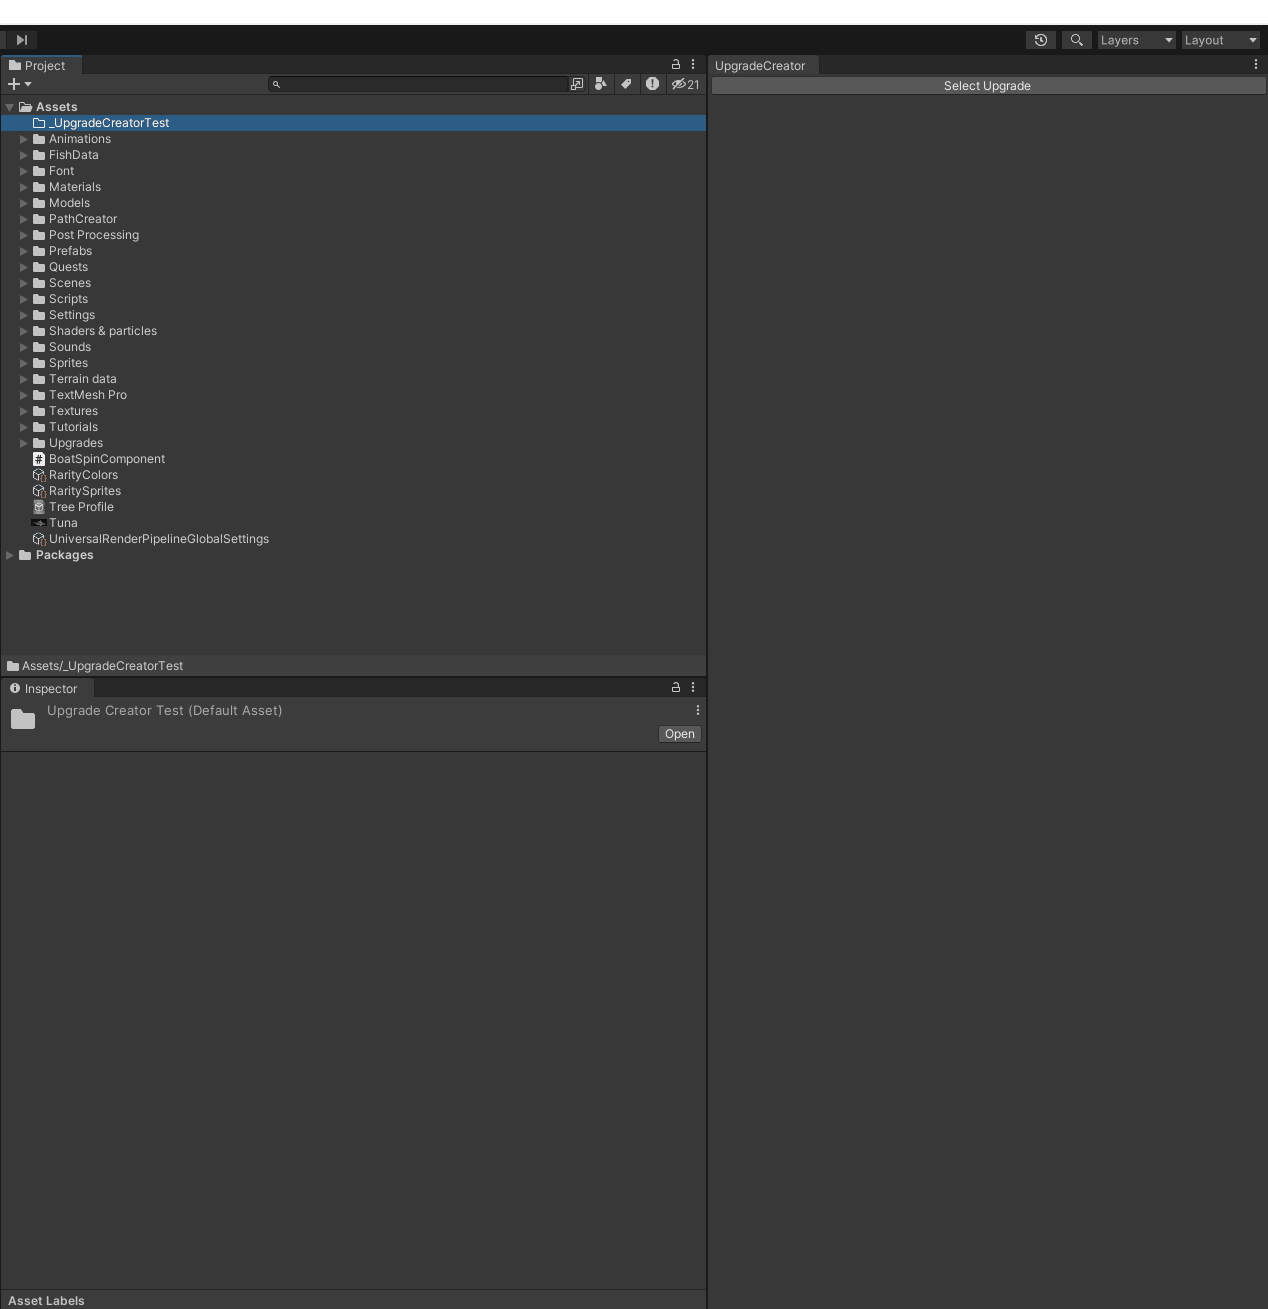 Layers
Layout
Project
21
Assets
_UpgradeCreatorTest
Animations
FishData
Font
Materials
Models
PathCreator
Post Processing
Prefabs
Quests
Scenes
Scripts
Settings
Shaders & particles
Sounds
Sprites
Terrain data
TextMesh Pro
Textures
Tutorials
Upgrades
BoatSpinComponent
RarityColors
RaritySprites
Tree Profile
Tuna
UniversalRenderPipelineGlobalSettings
Packages
Assets/_UpgradeCreatorTest
Inspector
Upgrade Creator Test (Default Asset)
Open
Asset Labels
UpgradeCreator
Select Upgrade